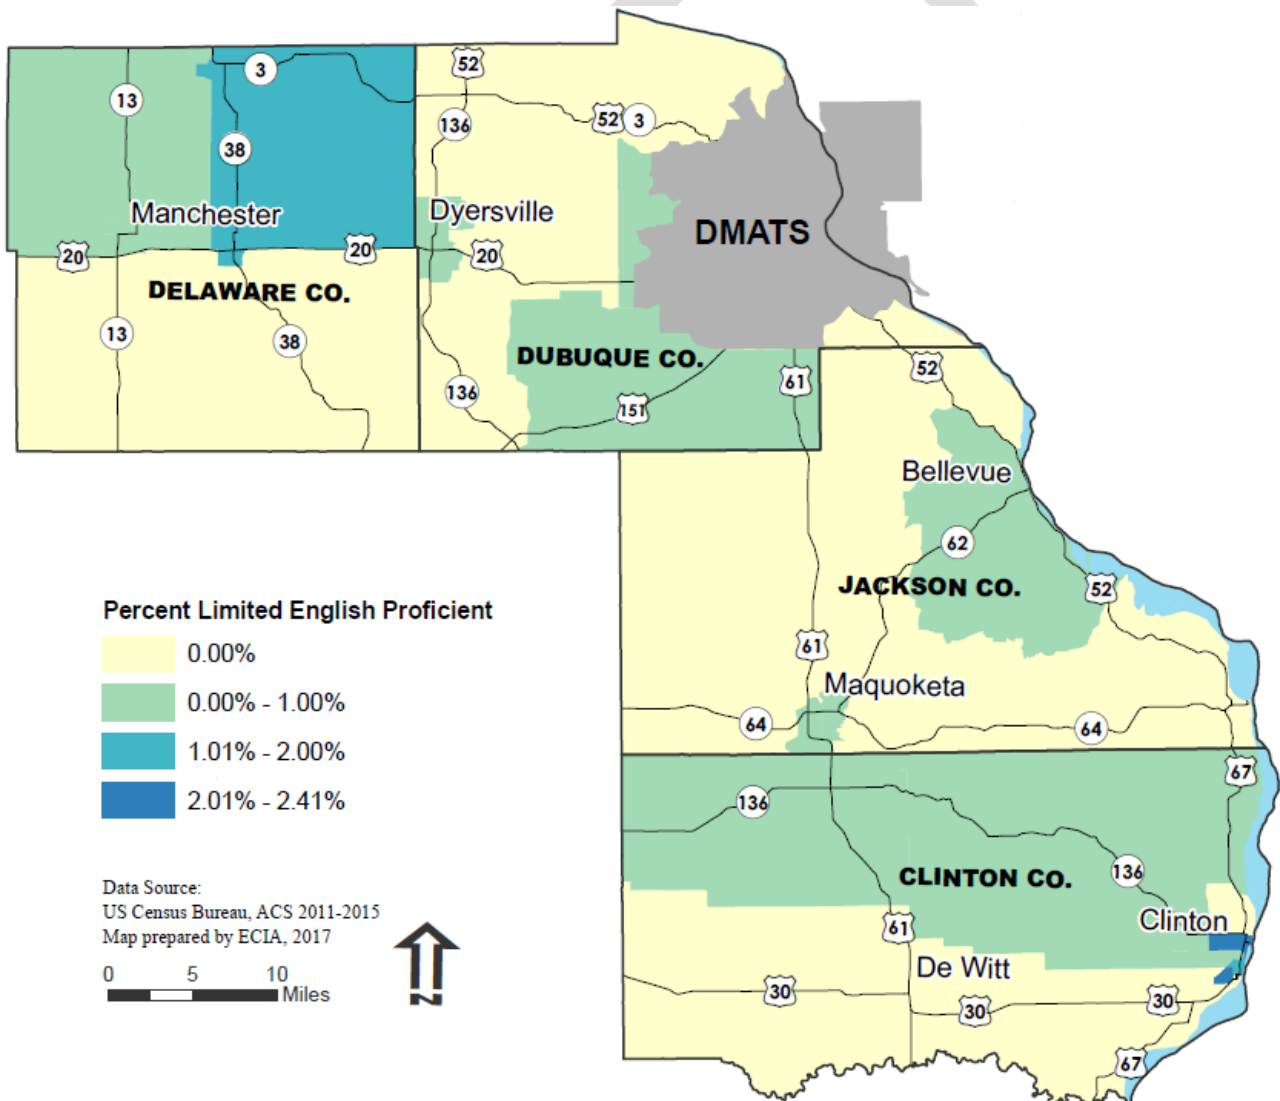 3
52
13
136
52
3
38
Manchester
Dyersville
DMATS
20
20
20
DELAWARE CO.
13
38
DUBUQUE CO.
52
61
136
151
Bellevue
62
JACKSON CO.
52
Percent Limited English Proficient
0.00%
0.00% - 1.00%
1.01% - 2.00%
2.01% - 2.41%
61
Maquoketa
64
64
67
136
136
CLINTON CO.
Clinton
61
De Witt
30
30
30
67
Data Source:
US Census Bureau, ACS 2011-2015
Map prepared by ECIA, 2017
0 5 10
Miles
N